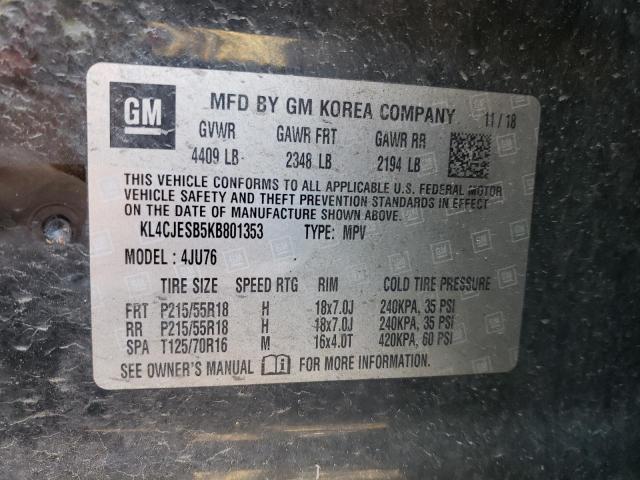 GM
MFD BY GM KOREA COMPANY 11/18
GVWR GAWR FRT GAWR RR
4409 LB 2348 LB 2194 LB
THIS VEHICLE CONFORMS TO ALL APPLICABLE U.S. FEDERAL MOTOR
VEHICLE SAFETY AND THEFT PREVENTION STANDARDS IN EFFECT
ON THE DATE OF MANUFACTURE SHOWN ABOVE.
KL4CJESB5KB801353 TYPE: MPV
MODEL: 4JU76
TIRE SIZE SPEED RTG RIM COLD TIRE PRESSURE
FRT P215/55R18 H 18x7.0J 240KPA, 35 PSI
RR P215/55R18 H 18x7.0J 240KPA, 35 PSI
SPA T125/70R16 M 16x4.0T 420KPA, 60 PSI
SEE OWNER'S MANUAL FOR MORE INFORMATION.